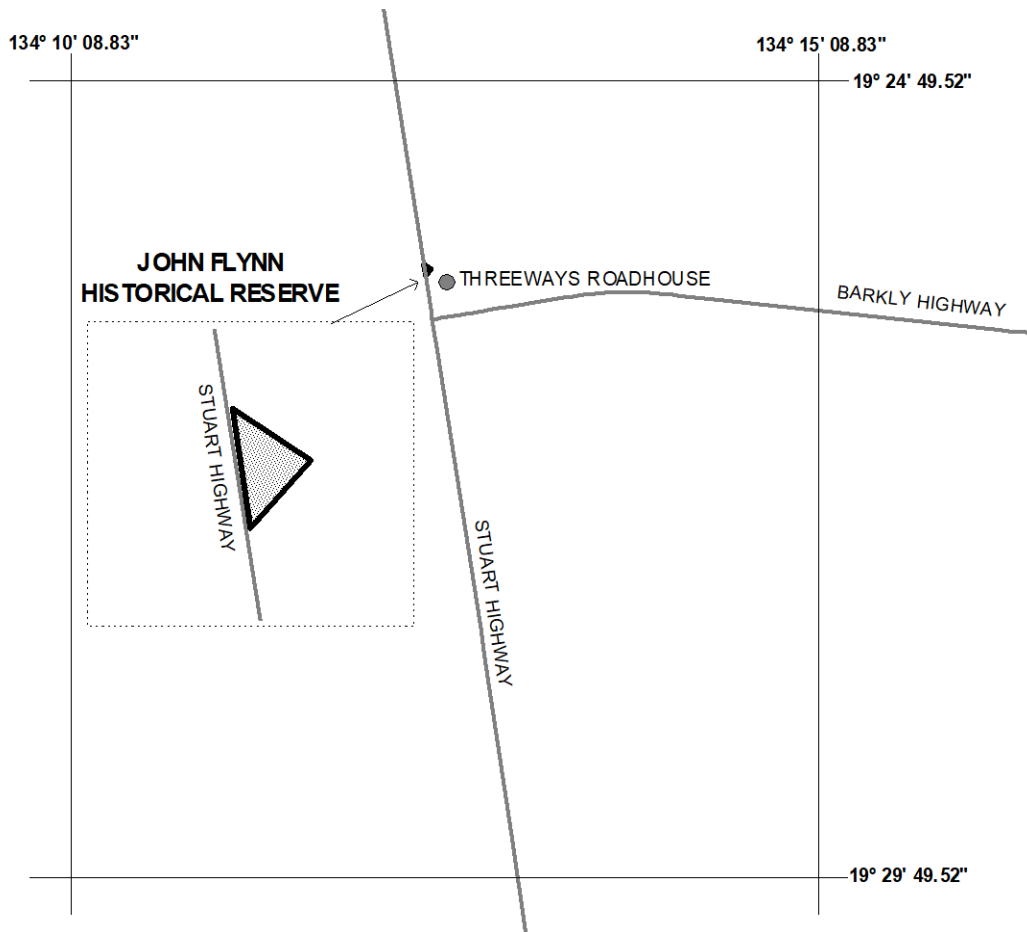 134° 10' 08.83"
134° 15' 08.83"
19° 24' 49.52"
JOHN FLYNN
HISTORICAL RESERVE
THREEWAYS ROADHOUSE
BARKLY HIGHWAY
STUART HIGHWAY
STUART HIGHWAY
19° 29' 49.52"